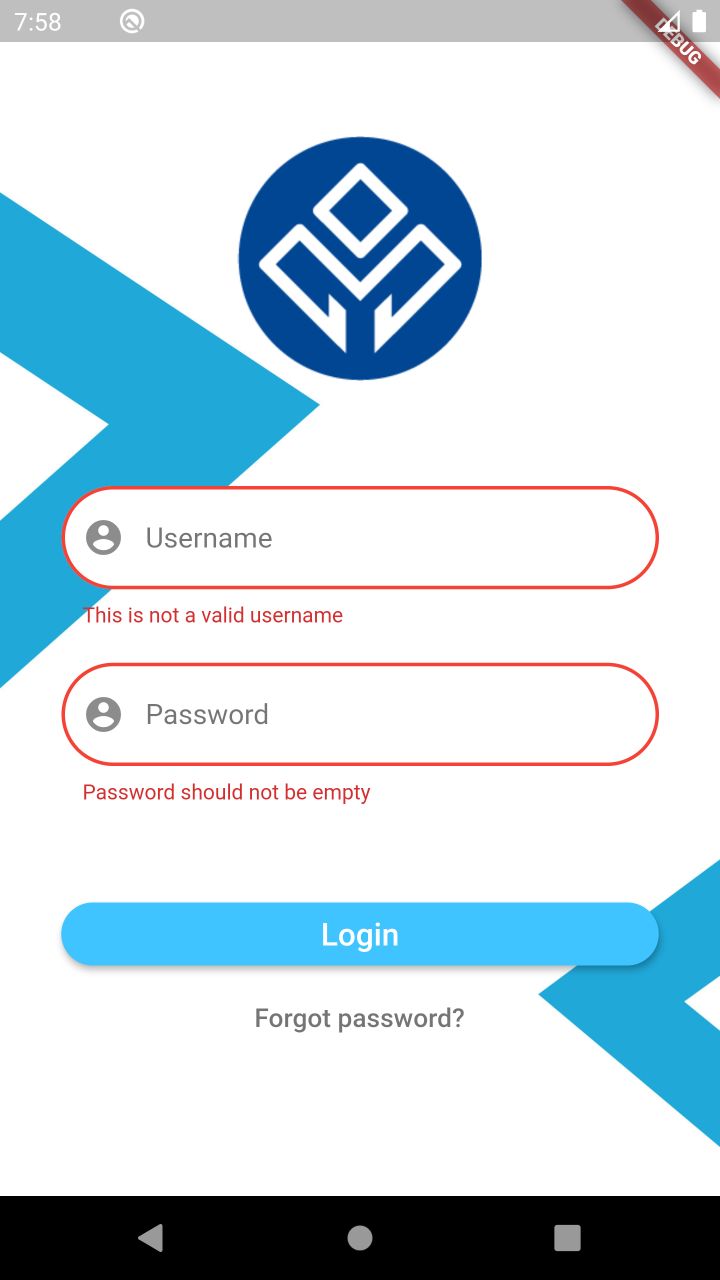 7:58
DEBUG
Username
This is not a valid username
Password
Password should not be empty
Login
Forgot password?